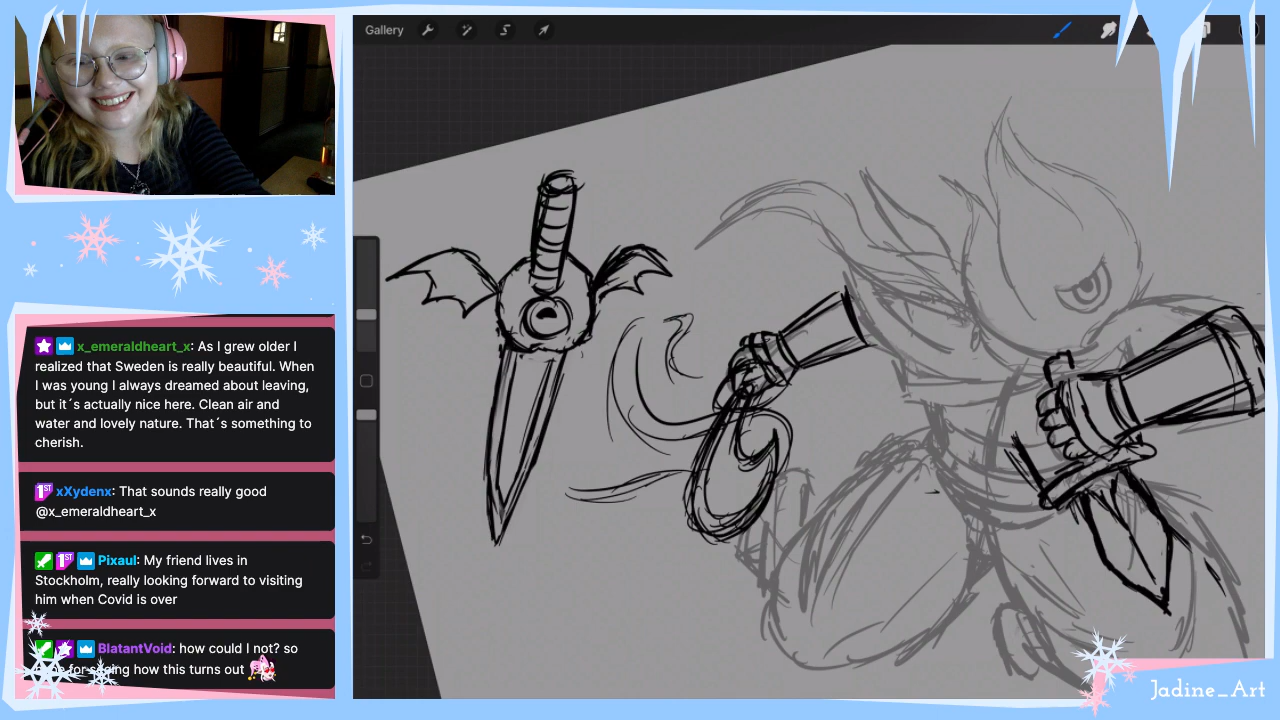 Gallery
x_emeraldheart_x: As I grew older I
realized that Sweden is really beautiful. When
I was young I always dreamed about leaving,
but it´s actually nice here. Clean air and
water and lovely nature. That´s something to
cherish.
1ST xXydenx: That sounds really good
@x_emeraldheart_x
1ST Pixaul: My friend lives in
Stockholm, really looking forward to visiting
him when Covid is over
BlatantVoid: how could I not? so
for seeing how this turns out
Jadine_Art